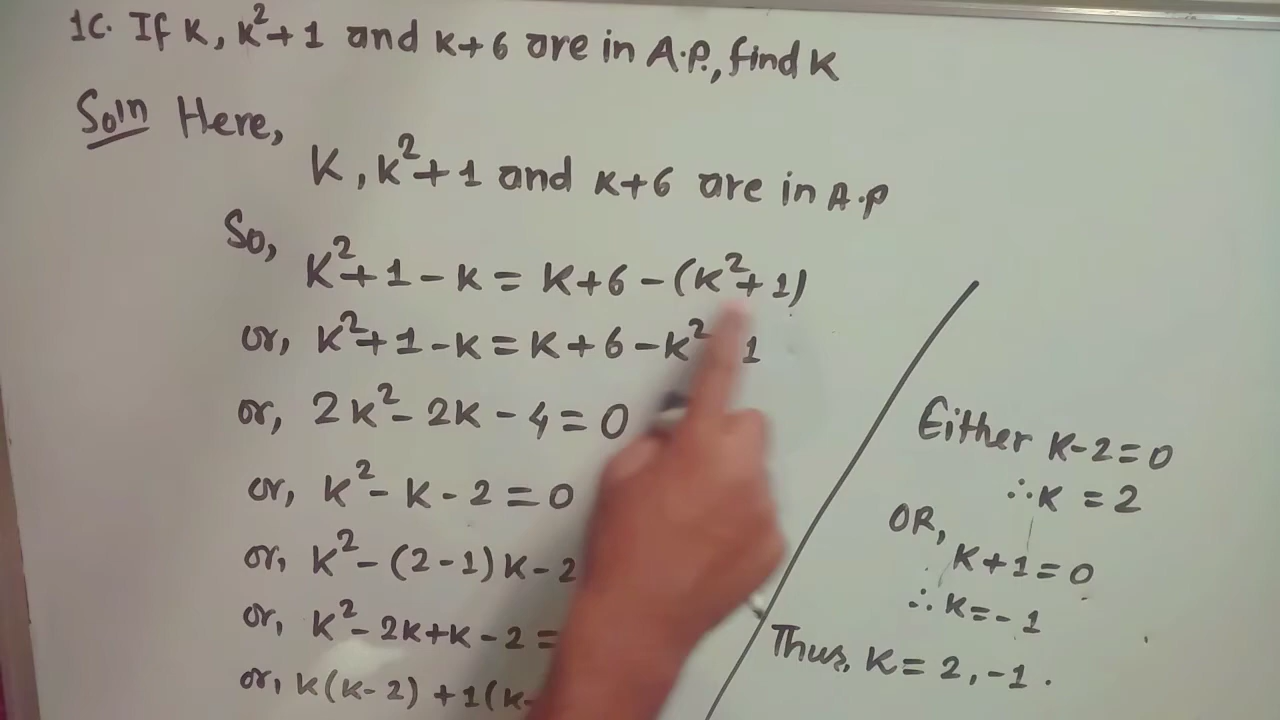 1c. If K, K²+1 and K+6 are in A.P., find K
Soln Here,
K, K²+1 and K+6 are in A.P
So,
K²+1-K = K+6-(K²+1)
or, K²+1-K = K+6-K² 1
or, 2K²-2K-4=0
or, K²-K-2=0
or, K²-(2-1)K-2
or, K²-2K+K-2=
or, K(K-2)+1(K-
Either K-2=0
∴K=2
OR,
K+1=0
∴K=-1
Thus, K=2,-1.